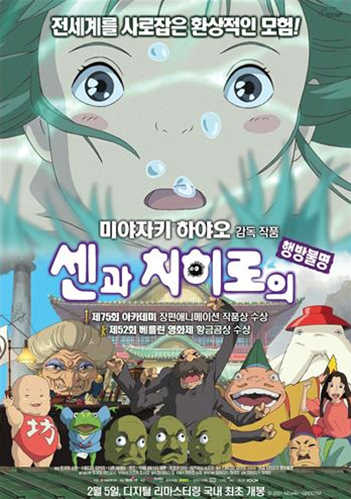 전세계를 사로잡은 환상적인 모험!
미야자키 하야오 감독 작품
센과 치히로의
행방불명
제75회 아카데미 장편애니메이션 작품상 수상
제52회 베를린 영화제 황금곰상 수상
坊
2월 5일, 디지털 리마스터링 국내 최초 개봉